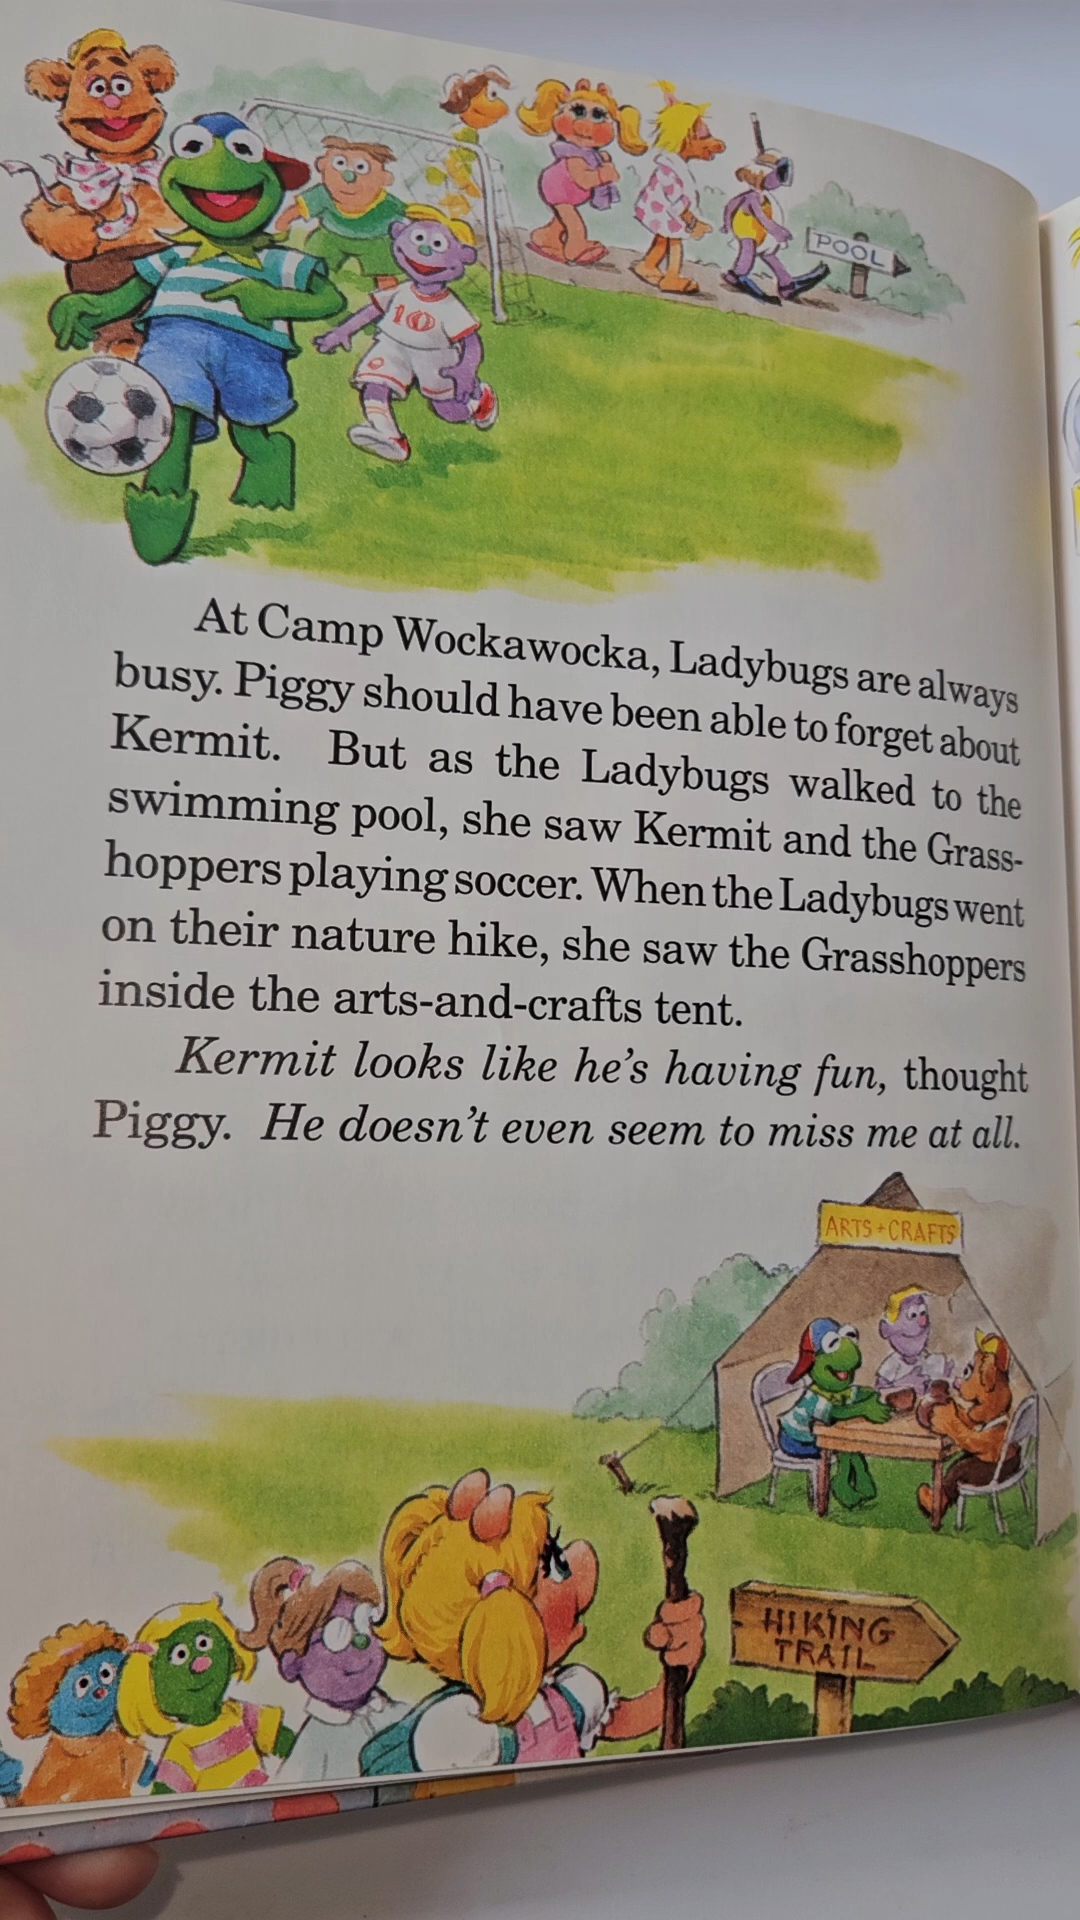 POOL
10
At Camp Wockawocka, Ladybugs are always
busy. Piggy should have been able to forget about
Kermit. But as the Ladybugs walked to the
swimming pool, she saw Kermit and the Grass-
hoppers playing soccer. When the Ladybugs went
on their nature hike, she saw the Grasshoppers
inside the arts-and-crafts tent.
Kermit looks like he's having fun, thought
Piggy. He doesn't even seem to miss me at all.
ARTS + CRAFTS
HIKING
TRAIL